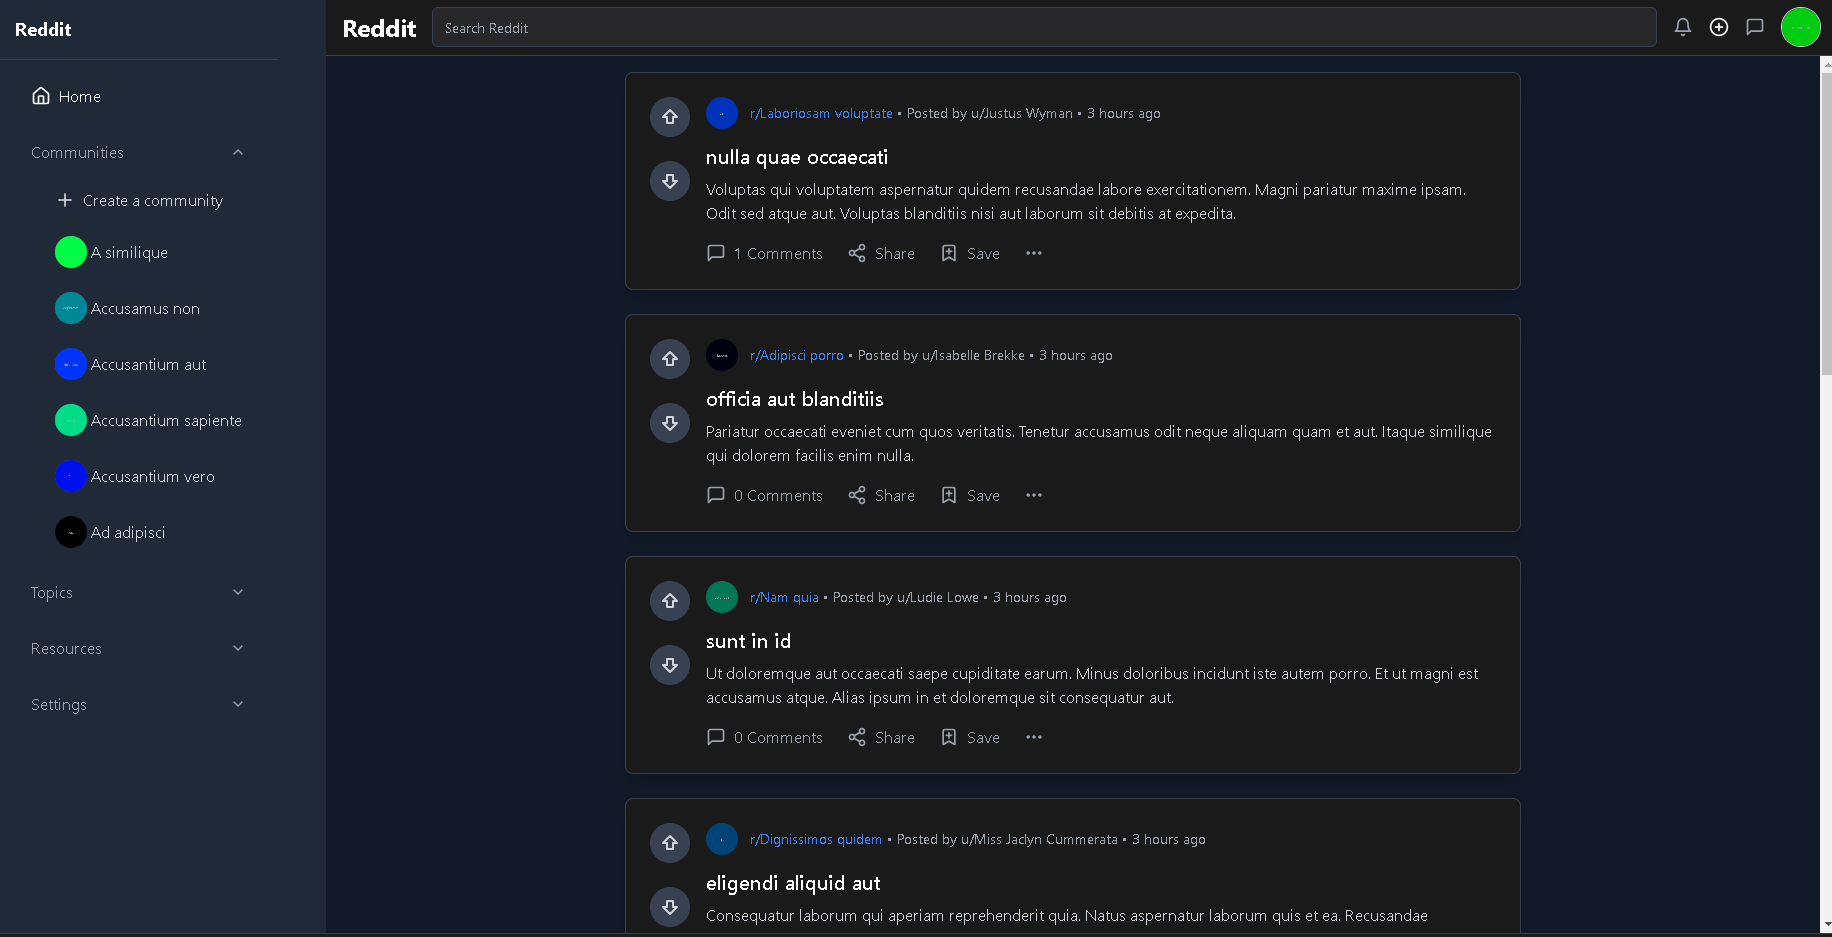 Reddit
Home
Communities
Create a community
A similique
Accusamus non
Accusantium aut
Accusantium sapiente
Accusantium vero
Ad adipisci
Topics
Resources
Settings
Reddit
Search Reddit
r/Laboriosam voluptate • Posted by u/Justus Wyman • 3 hours ago
nulla quae occaecati
Voluptas qui voluptatem aspernatur quidem recusandae labore exercitationem. Magni pariatur maxime ipsam.
Odit sed atque aut. Voluptas blanditiis nisi aut laborum sit debitis at expedita.
1 Comments Share Save
r/Adipisci porro • Posted by u/Isabelle Brekke • 3 hours ago
officia aut blanditiis
Pariatur occaecati eveniet cum quos veritatis. Tenetur accusamus odit neque aliquam quam et aut. Itaque similique
qui dolorem facilis enim nulla.
0 Comments Share Save
r/Nam quia • Posted by u/Ludie Lowe • 3 hours ago
sunt in id
Ut doloremque aut occaecati saepe cupiditate earum. Minus doloribus incidunt iste autem porro. Et ut magni est
accusamus atque. Alias ipsum in et doloremque sit consequatur aut.
0 Comments Share Save
r/Dignissimos quidem • Posted by u/Miss Jaclyn Cummerata • 3 hours ago
eligendi aliquid aut
Consequatur laborum qui aperiam reprehenderit quia. Natus aspernatur laborum quis et ea. Recusandae